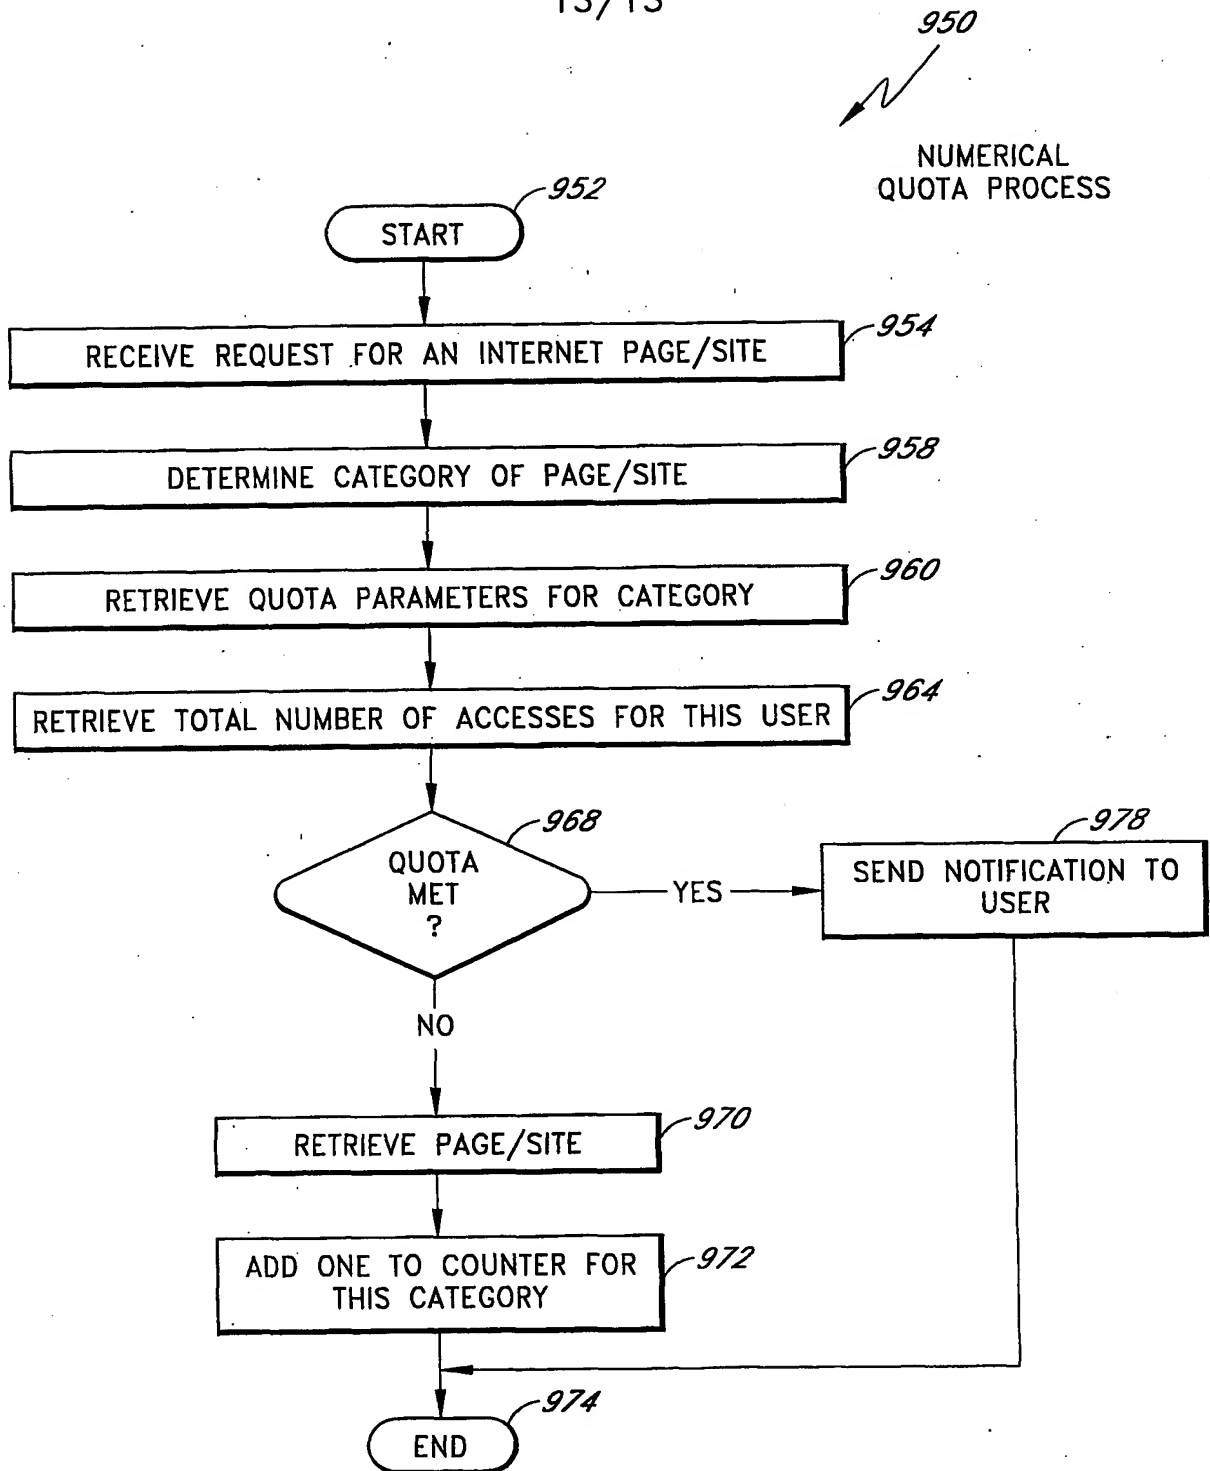 13/13
950
NUMERICAL
QUOTA PROCESS
952
START
954
RECEIVE REQUEST FOR AN INTERNET PAGE/SITE
958
DETERMINE CATEGORY OF PAGE/SITE
960
RETRIEVE QUOTA PARAMETERS FOR CATEGORY
964
RETRIEVE TOTAL NUMBER OF ACCESSES FOR THIS USER
968
QUOTA
MET
?
YES
978
SEND NOTIFICATION TO
USER
NO
970
RETRIEVE PAGE/SITE
972
ADD ONE TO COUNTER FOR
THIS CATEGORY
974
END